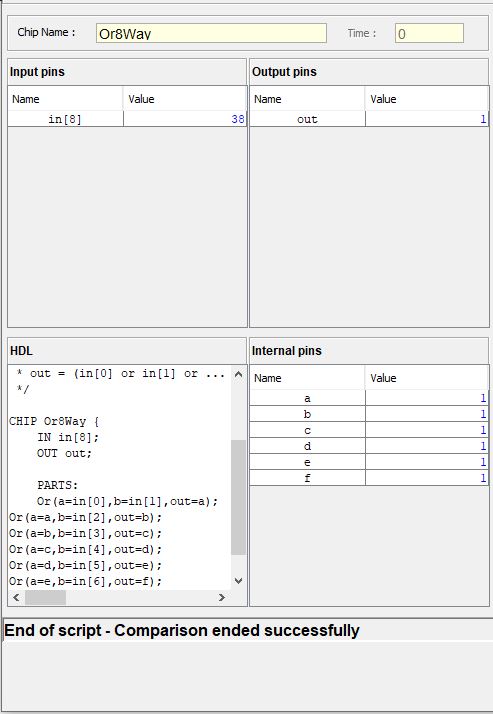 Chip Name : Or8Way Time : 0
Input pins
Name Value
in[8] 38
Output pins
Name Value
out 1
HDL
* out = (in[0] or in[1] or ...
*/
CHIP Or8Way {
IN in[8];
OUT out;
PARTS:
Or(a=in[0],b=in[1],out=a);
Or(a=a,b=in[2],out=b);
Or(a=b,b=in[3],out=c);
Or(a=c,b=in[4],out=d);
Or(a=d,b=in[5],out=e);
Or(a=e,b=in[6],out=f);
Internal pins
Name Value
a 1
b 1
c 1
d 1
e 1
f 1
End of script - Comparison ended successfully